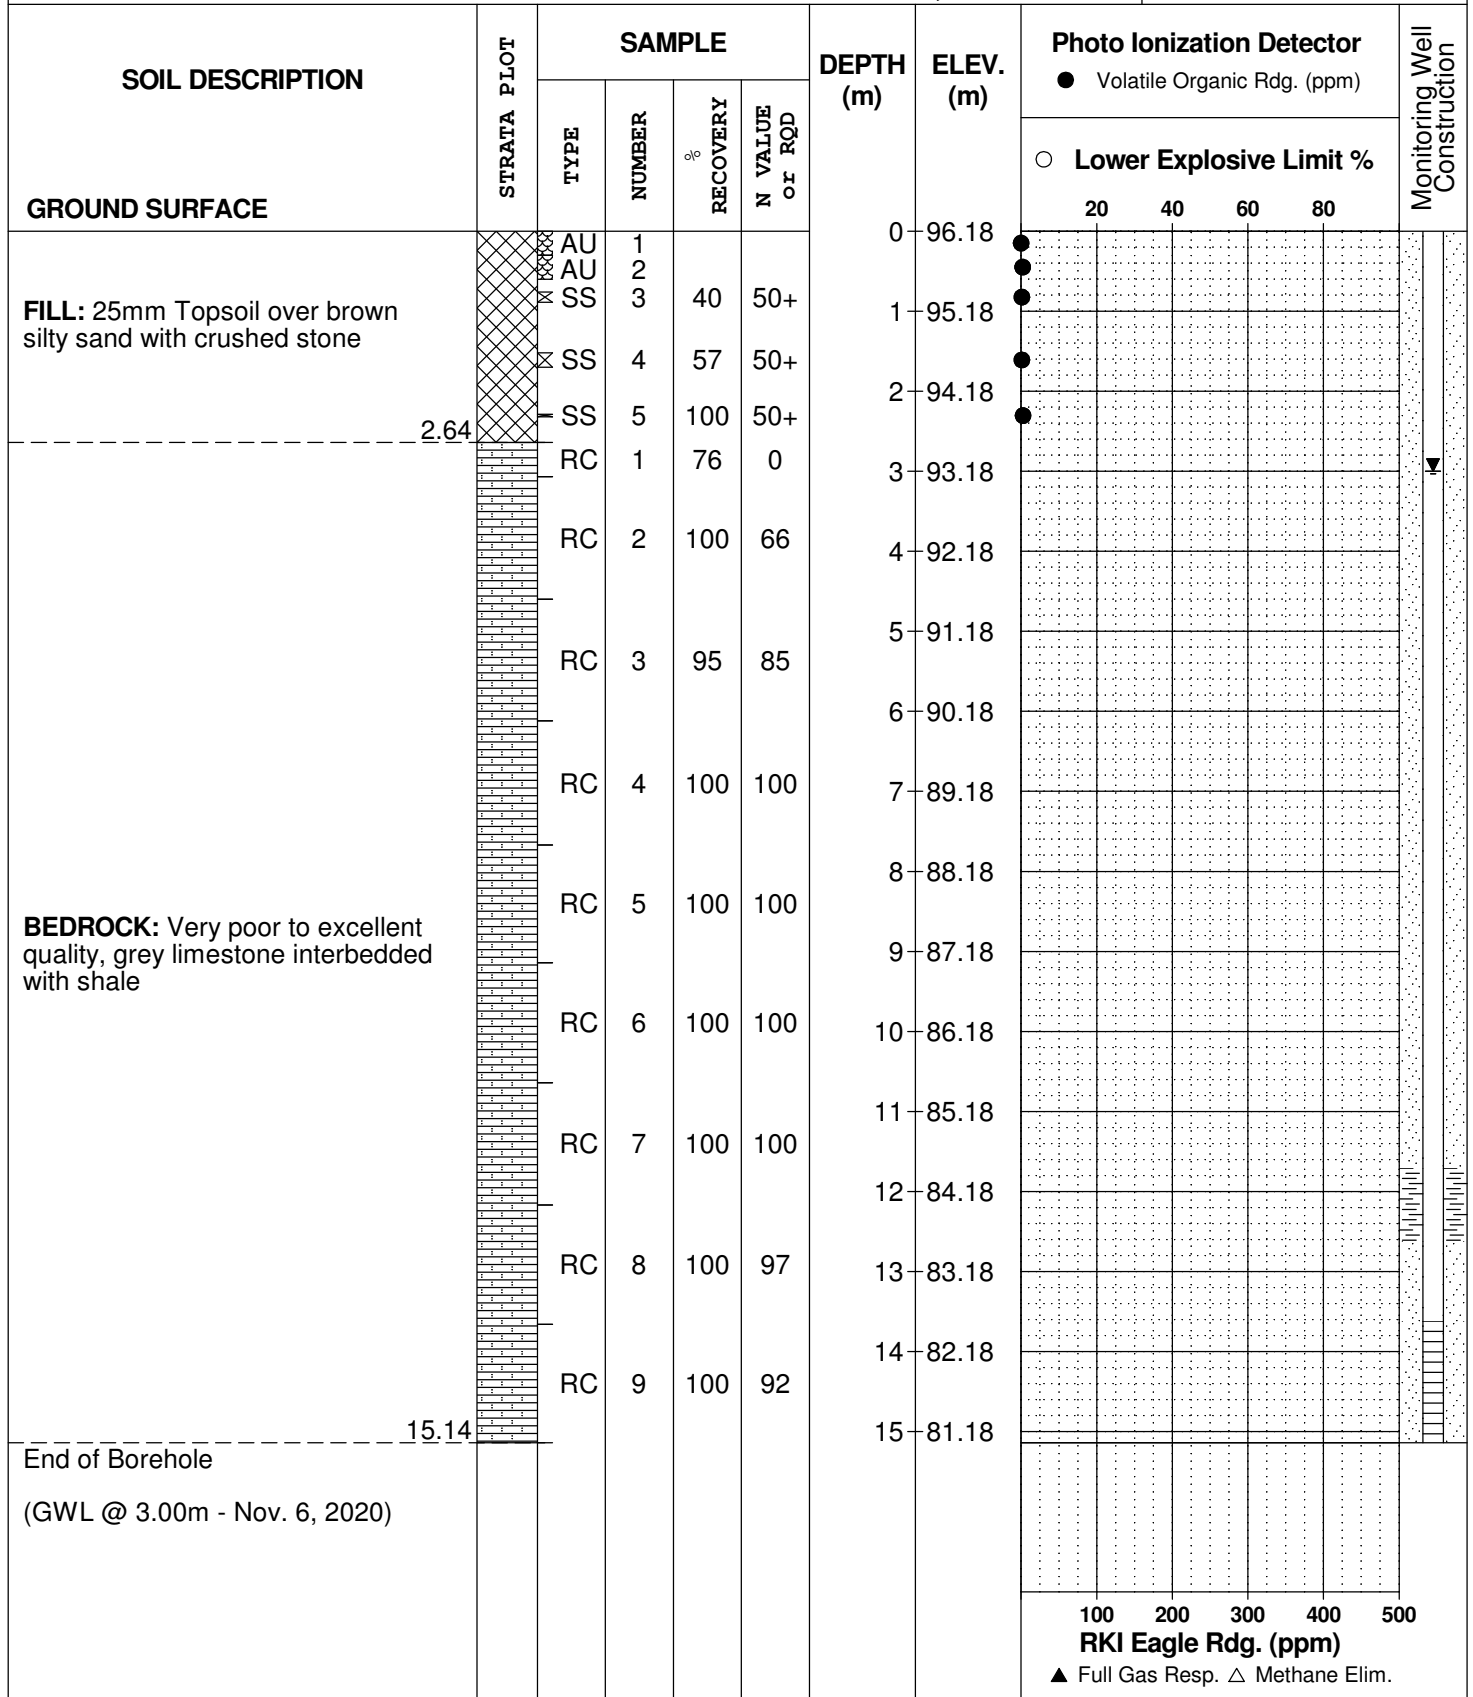 SOIL DESCRIPTION
GROUND SURFACE
STRATA PLOT
SAMPLE
TYPE
NUMBER
%
RECOVERY
N VALUE
or RQD
DEPTH
(m)
ELEV.
(m)
Photo Ionization Detector
● Volatile Organic Rdg. (ppm)
○ Lower Explosive Limit %
20 40 60 80
Monitoring Well
Construction
0 96.18
AU 1
AU 2
SS 3 40 50+
FILL: 25mm Topsoil over brown
silty sand with crushed stone
1 95.18
SS 4 57 50+
2 94.18
SS 5 100 50+
2.64
RC 1 76 0
3 93.18
RC 2 100 66
4 92.18
5 91.18
RC 3 95 85
6 90.18
RC 4 100 100
7 89.18
8 88.18
RC 5 100 100
BEDROCK: Very poor to excellent
quality, grey limestone interbedded
with shale
9 87.18
RC 6 100 100
10 86.18
11 85.18
RC 7 100 100
12 84.18
RC 8 100 97
13 83.18
14 82.18
RC 9 100 92
15.14
15 81.18
End of Borehole
(GWL @ 3.00m - Nov. 6, 2020)
100 200 300 400 500
RKI Eagle Rdg. (ppm)
▲ Full Gas Resp. △ Methane Elim.